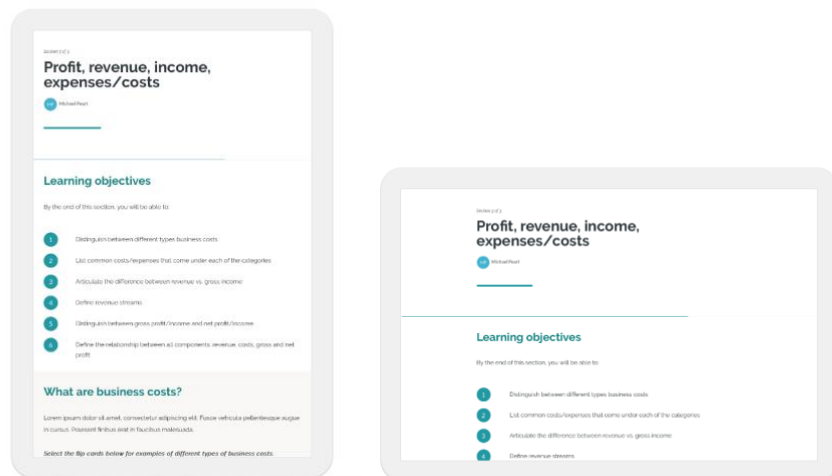 Profit, revenue, income,
expenses/costs
Michael Pearl
Learning objectives
By the end of this section, you will be able to:
1 Distinguish between different types business costs
2 List common costs/expenses that come under each of the categories
3 Articulate the difference between revenue vs. gross income
4 Define revenue streams
5 Distinguish between gross profit/income and net profit/income
6 Define the relationship between all components: revenue, costs, gross and net
profit
What are business costs?
Lorem ipsum dolor sit amet, consectetur adipiscing elit. Fusce vehicula pellentesque augue
in cursus. Praesent finibus erat in faucibus malesuada.
Select the flip cards below for examples of different types of business costs.
Profit, revenue, income,
expenses/costs
Michael Pearl
Learning objectives
By the end of this section, you will be able to:
1 Distinguish between different types business costs
2 List common costs/expenses that come under each of the categories
3 Articulate the difference between revenue vs. gross income
4 Define revenue streams